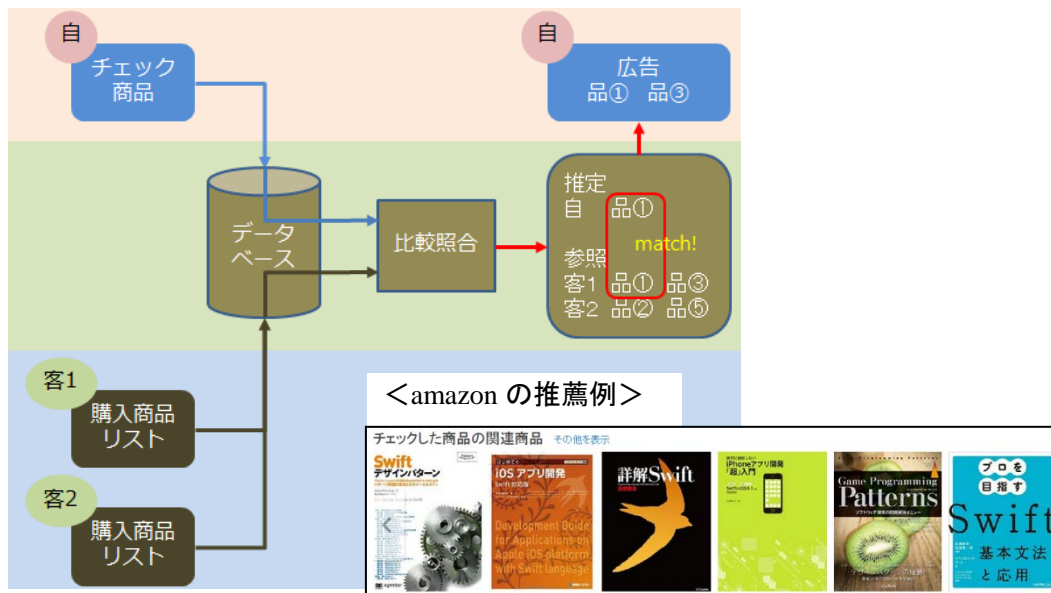 自
チェック
商品
自
広告
品① 品③
データ
ベース
比較照合
推定
自 品①
match!
参照
客1 品① 品③
客2 品② 品⑤
客1
購入商品
リスト
客2
購入商品
リスト
＜amazon の推薦例＞
チェックした商品の関連商品 その他を表示
Swift
デザインパターン
iOS アプリ開発
Swift対応版
Development Guide
for Applications on
Apple iOS platform
with Swift language
詳解Swift
iPhoneアプリ開発
「超」入門
Game Programming
Patterns
プロを
目指す
Swift
基本文法
と応用